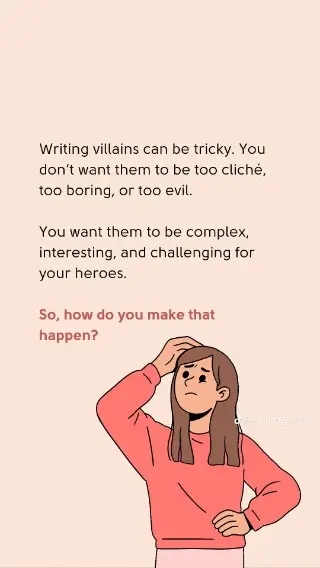 Writing villains can be tricky. You
don't want them to be too cliché,
too boring, or too evil.
You want them to be complex,
interesting, and challenging for
your heroes.
So, how do you make that
happen?